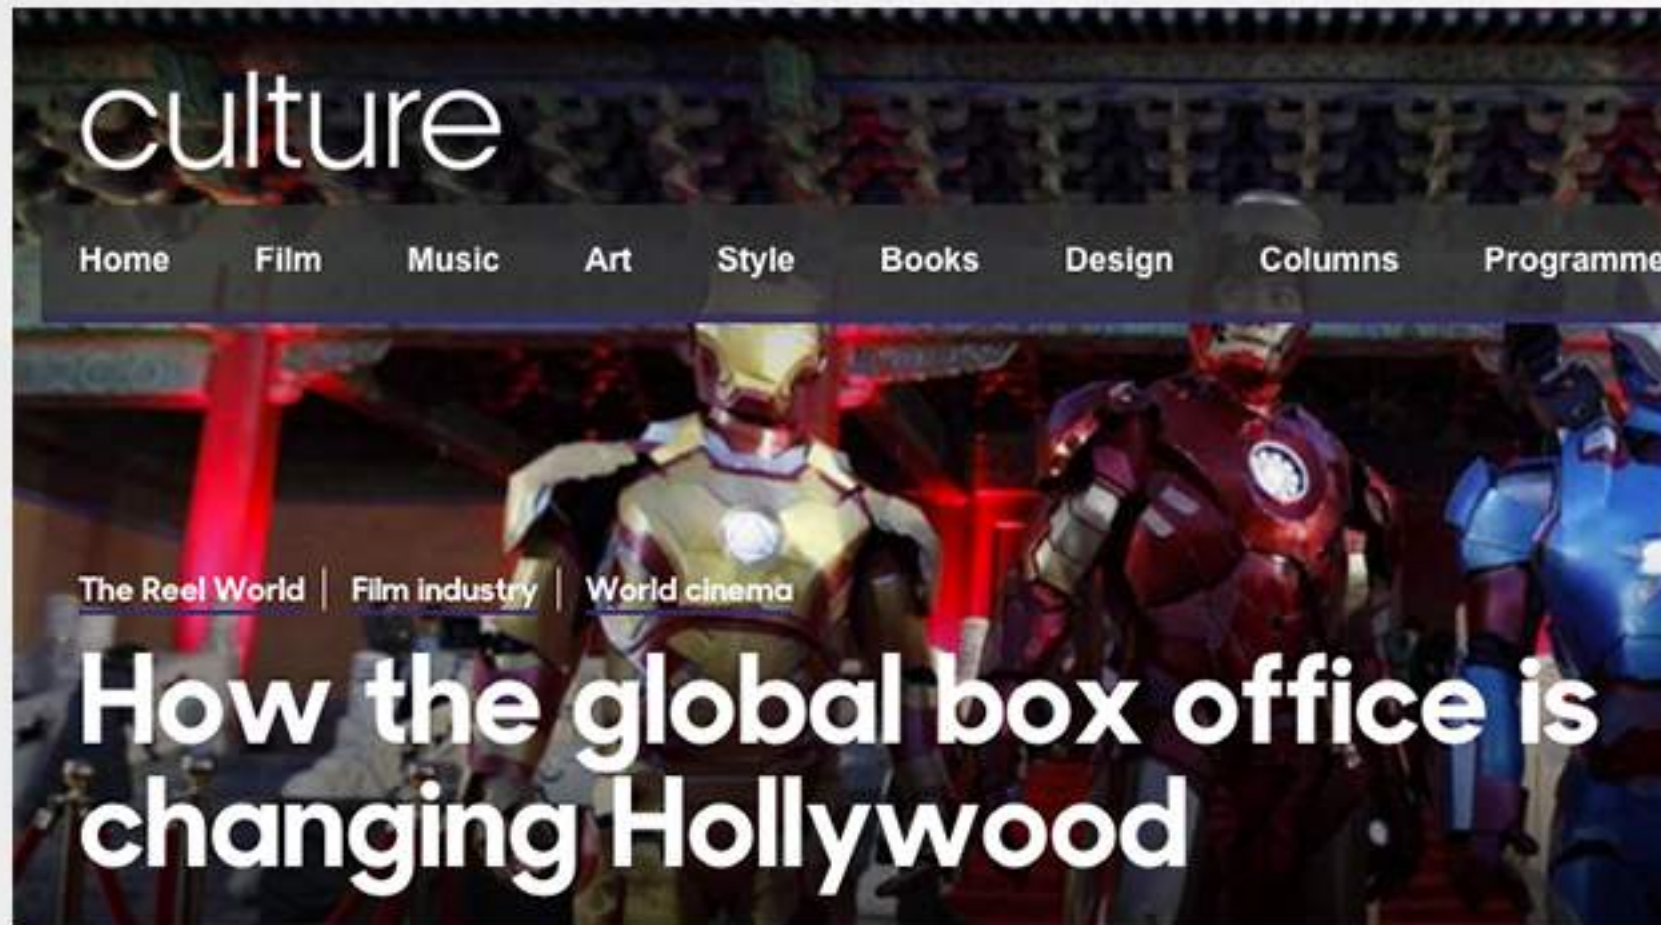 culture
Home Film Music Art Style Books Design Columns Programme
The Reel World | Film industry | World cinema
How the global box office is
changing Hollywood